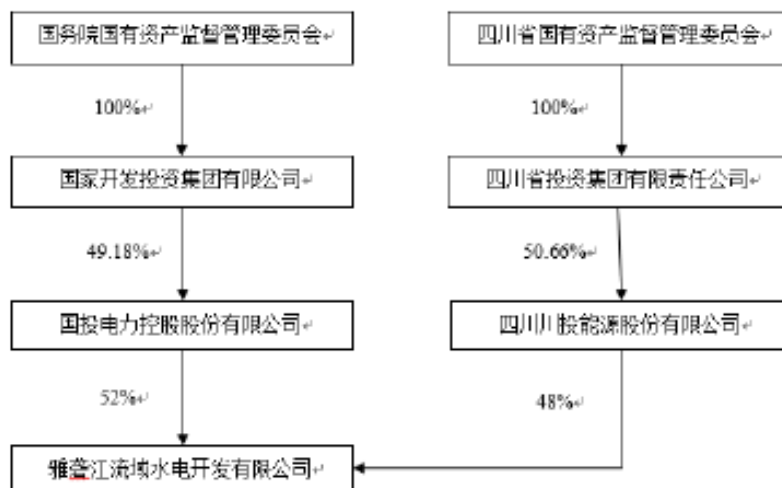 国务院国有资产监督管理委员会
四川省国有资产监督管理委员会
100%
100%
国家开发投资集团有限公司
四川省投资集团有限责任公司
49.18%
50.66%
国投电力控股股份有限公司
四川川投能源股份有限公司
52%
48%
雅砻江流域水电开发有限公司